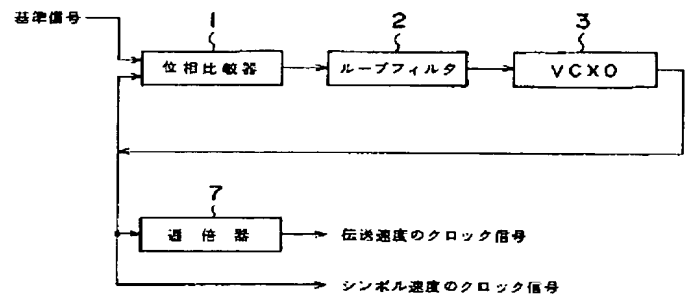 基準信号
1
位相比較器
2
ループフィルタ
3
VCXO
7
逓倍器
伝送速度のクロック信号
シンボル速度のクロック信号